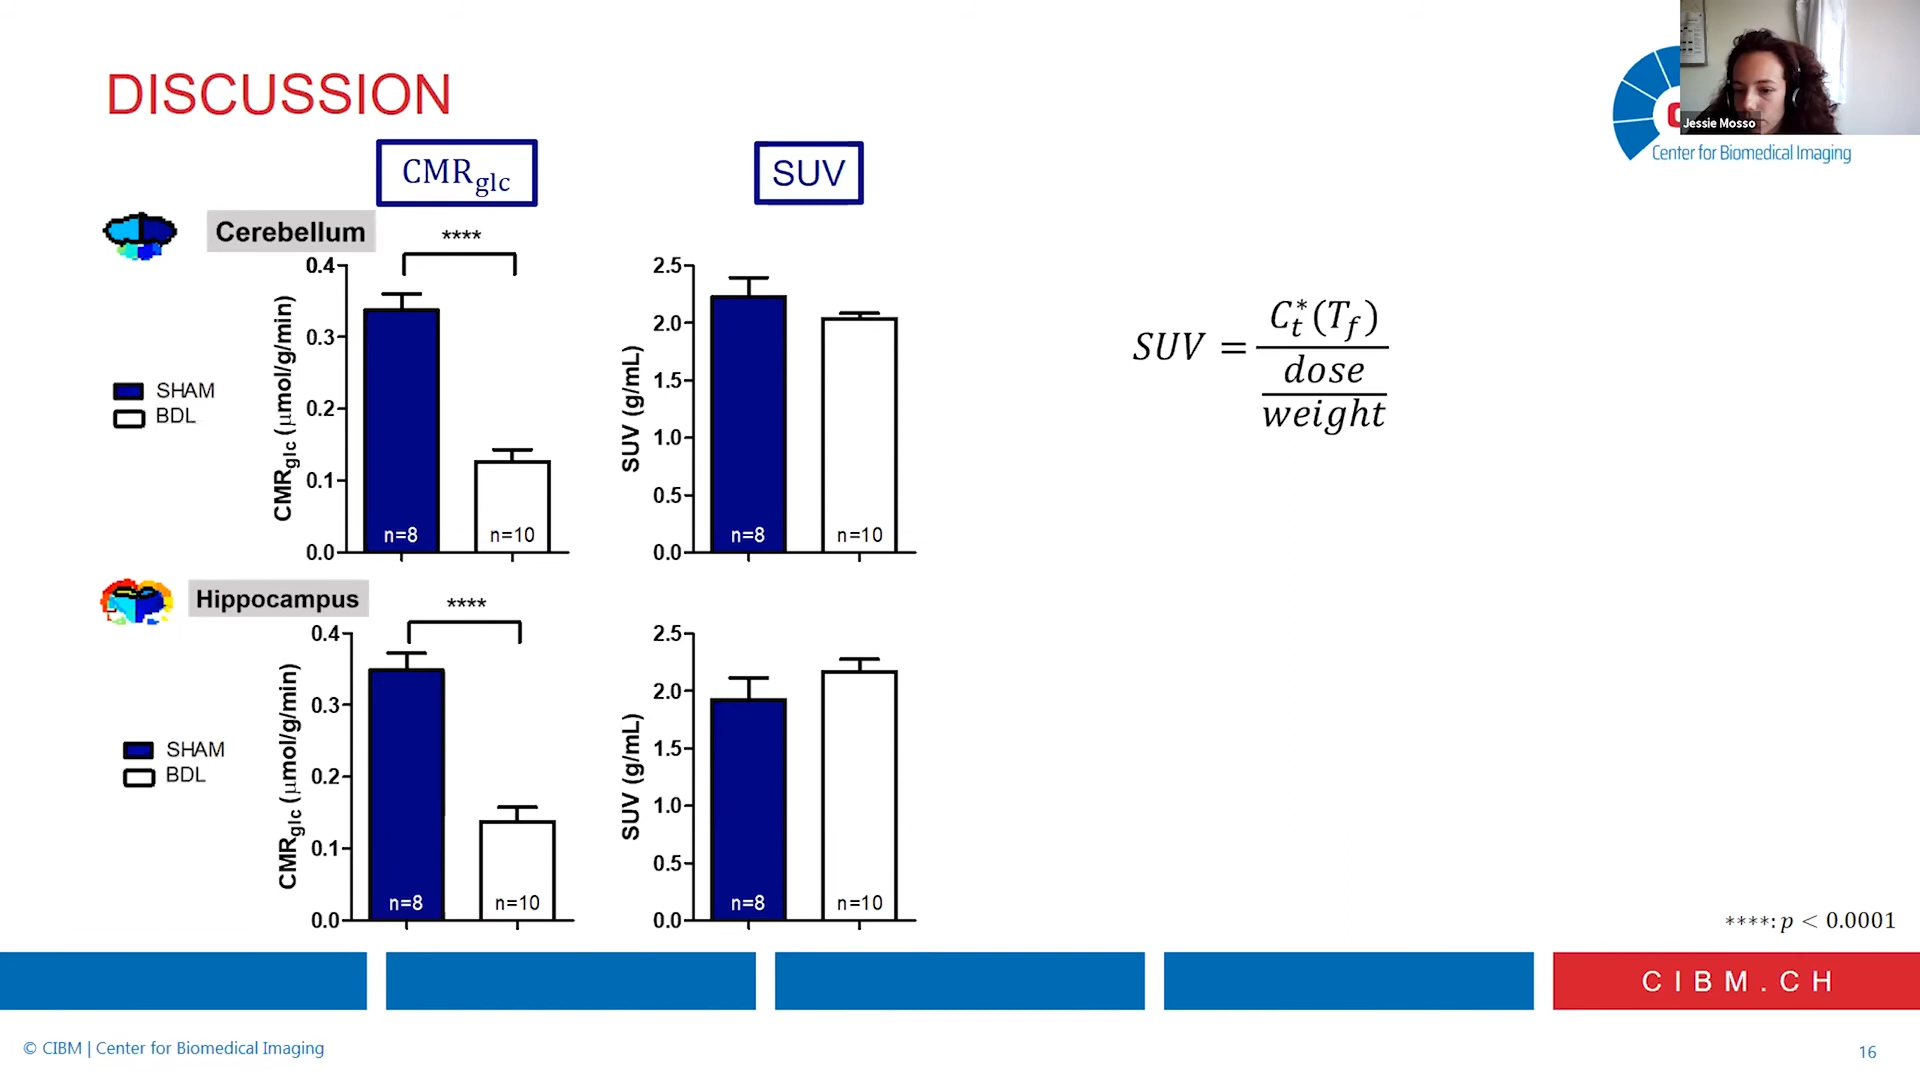 DISCUSSION
Jessie Mosso
C
Center for Biomedical Imaging
CMRglc
SUV
Cerebellum
****
0.4
0.3
0.2
0.1
0.0
CMRglc (μmol/g/min)
SHAM
BDL
n=8
n=10
2.5
2.0
1.5
1.0
0.5
0.0
SUV (g/mL)
n=8
n=10
SUV = C*t(Tf) / (dose / weight)
Hippocampus
****
0.4
0.3
0.2
0.1
0.0
CMRglc (μmol/g/min)
SHAM
BDL
n=8
n=10
2.5
2.0
1.5
1.0
0.5
0.0
SUV (g/mL)
n=8
n=10
****: p < 0.0001
CIBM.CH
© CIBM | Center for Biomedical Imaging
16